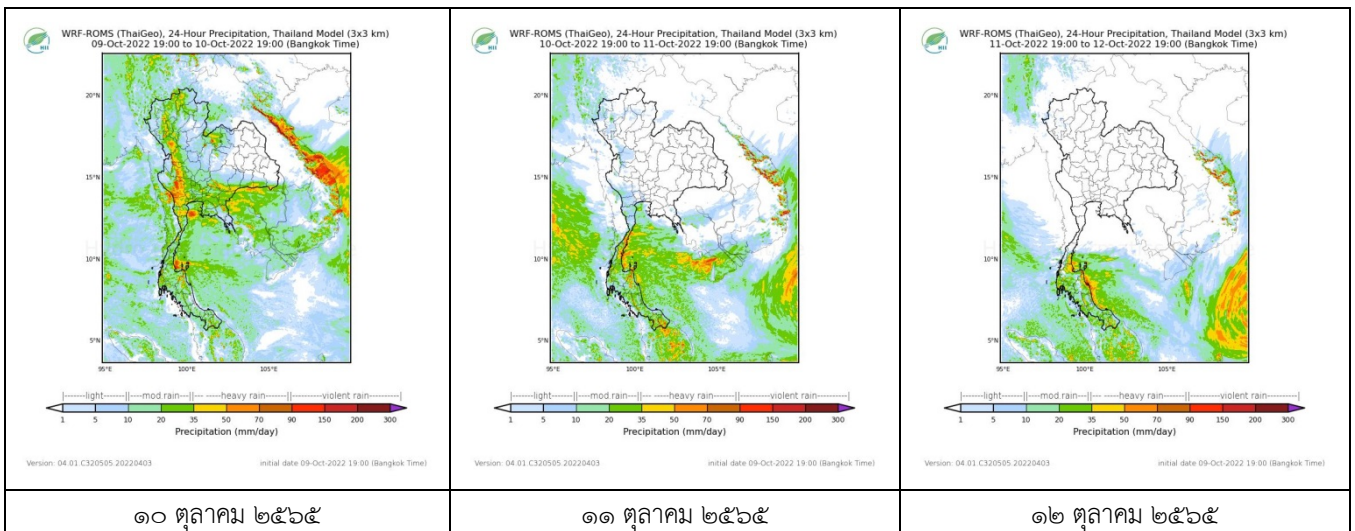 WRF-ROMS (ThaiGeo), 24-Hour Precipitation, Thailand Model (3x3 km)
09-Oct-2022 19:00 to 10-Oct-2022 19:00 (Bangkok Time)
HII
20°N
15°N
10°N
5°N
95°E 100°E 105°E
|-------light------||---mod rain---||--- ---heavy rain ------||------violent rain-------|
1 5 10 20 35 50 70 90 150 200 300
Precipitation (mm/day)
Version: 04.01.C320505.20220403 initial date 09-Oct-2022 19:00 (Bangkok Time)
๑๐ ตุลาคม ๒๕๖๕
WRF-ROMS (ThaiGeo), 24-Hour Precipitation, Thailand Model (3x3 km)
10-Oct-2022 19:00 to 11-Oct-2022 19:00 (Bangkok Time)
HII
20°N
15°N
10°N
5°N
95°E 100°E 105°E
|-------light------||---mod rain---||--- ---heavy rain ------||------violent rain-------|
1 5 10 20 35 50 70 90 150 200 300
Precipitation (mm/day)
Version: 04.01.C320505.20220403 initial date 09-Oct-2022 19:00 (Bangkok Time)
๑๑ ตุลาคม ๒๕๖๕
WRF-ROMS (ThaiGeo), 24-Hour Precipitation, Thailand Model (3x3 km)
11-Oct-2022 19:00 to 12-Oct-2022 19:00 (Bangkok Time)
HII
20°N
15°N
10°N
5°N
95°E 100°E 105°E
|-------light------||---mod rain---||--- ---heavy rain ------||------violent rain-------|
1 5 10 20 35 50 70 90 150 200 300
Precipitation (mm/day)
Version: 04.01.C320505.20220403 initial date 09-Oct-2022 19:00 (Bangkok Time)
๑๒ ตุลาคม ๒๕๖๕